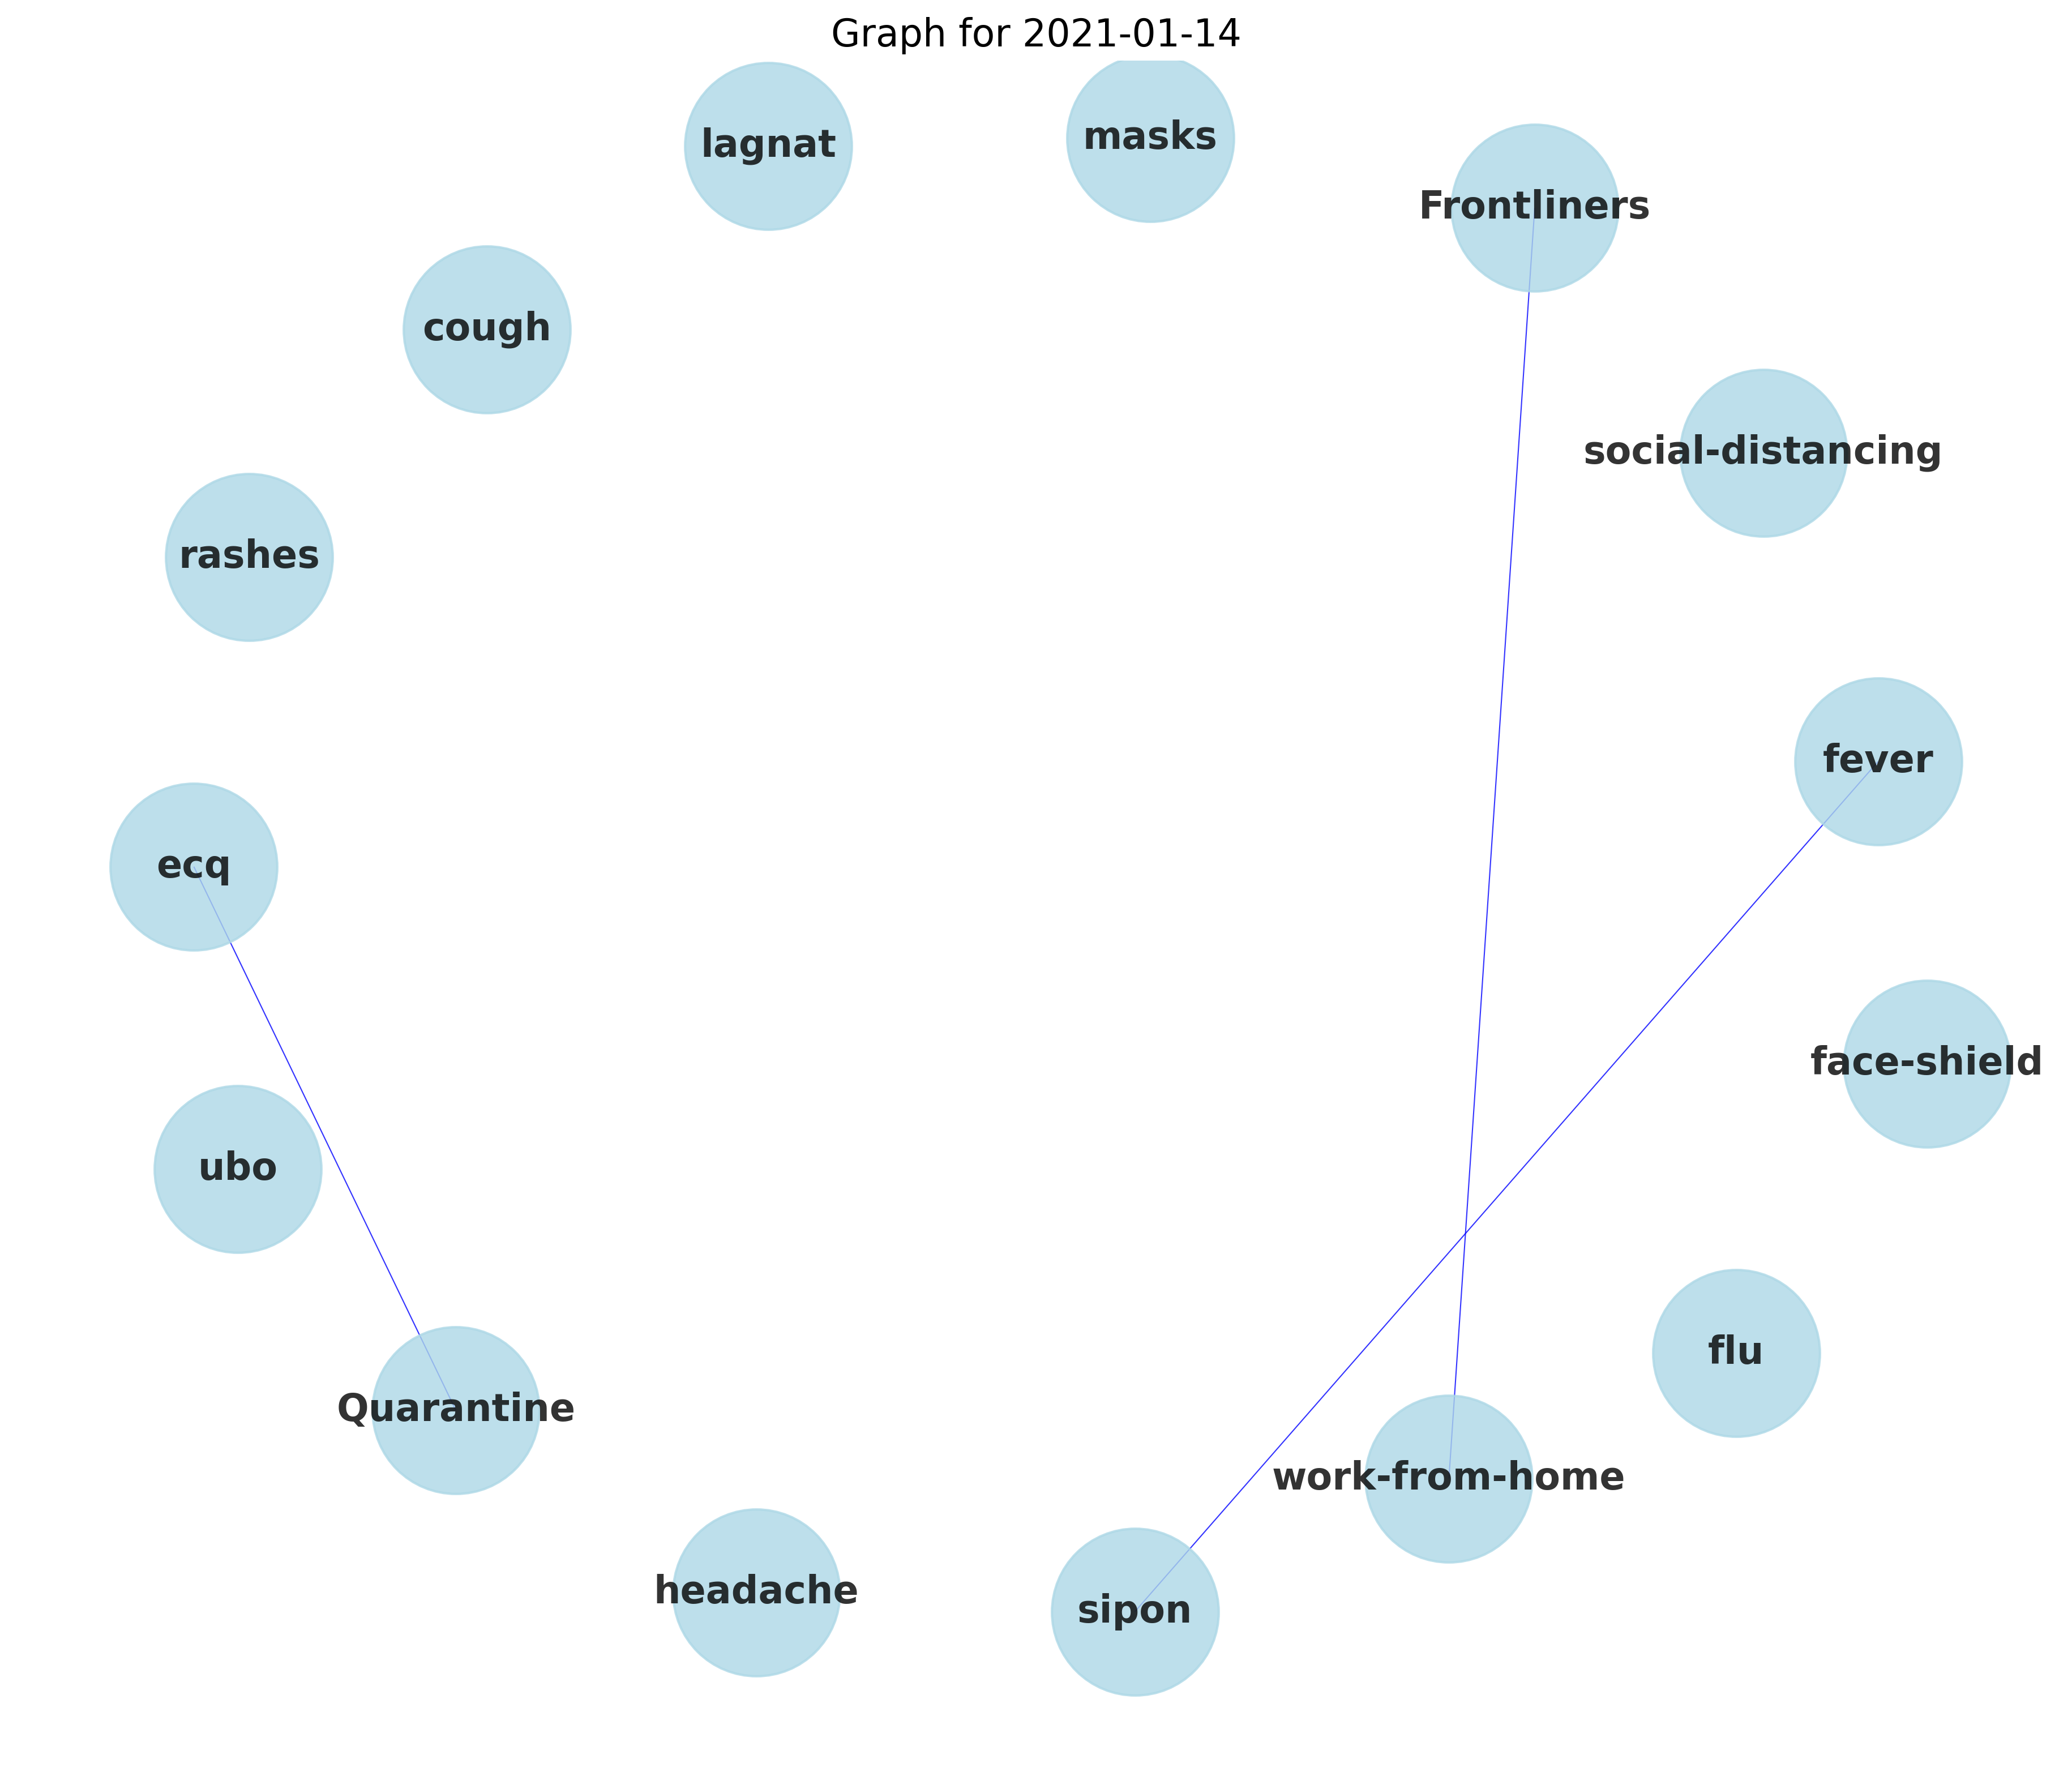 Graph for 2021-01-14
lagnat
masks
Frontliners
cough
social-distancing
rashes
fever
ecq
face-shield
ubo
flu
Quarantine
work-from-home
headache
sipon